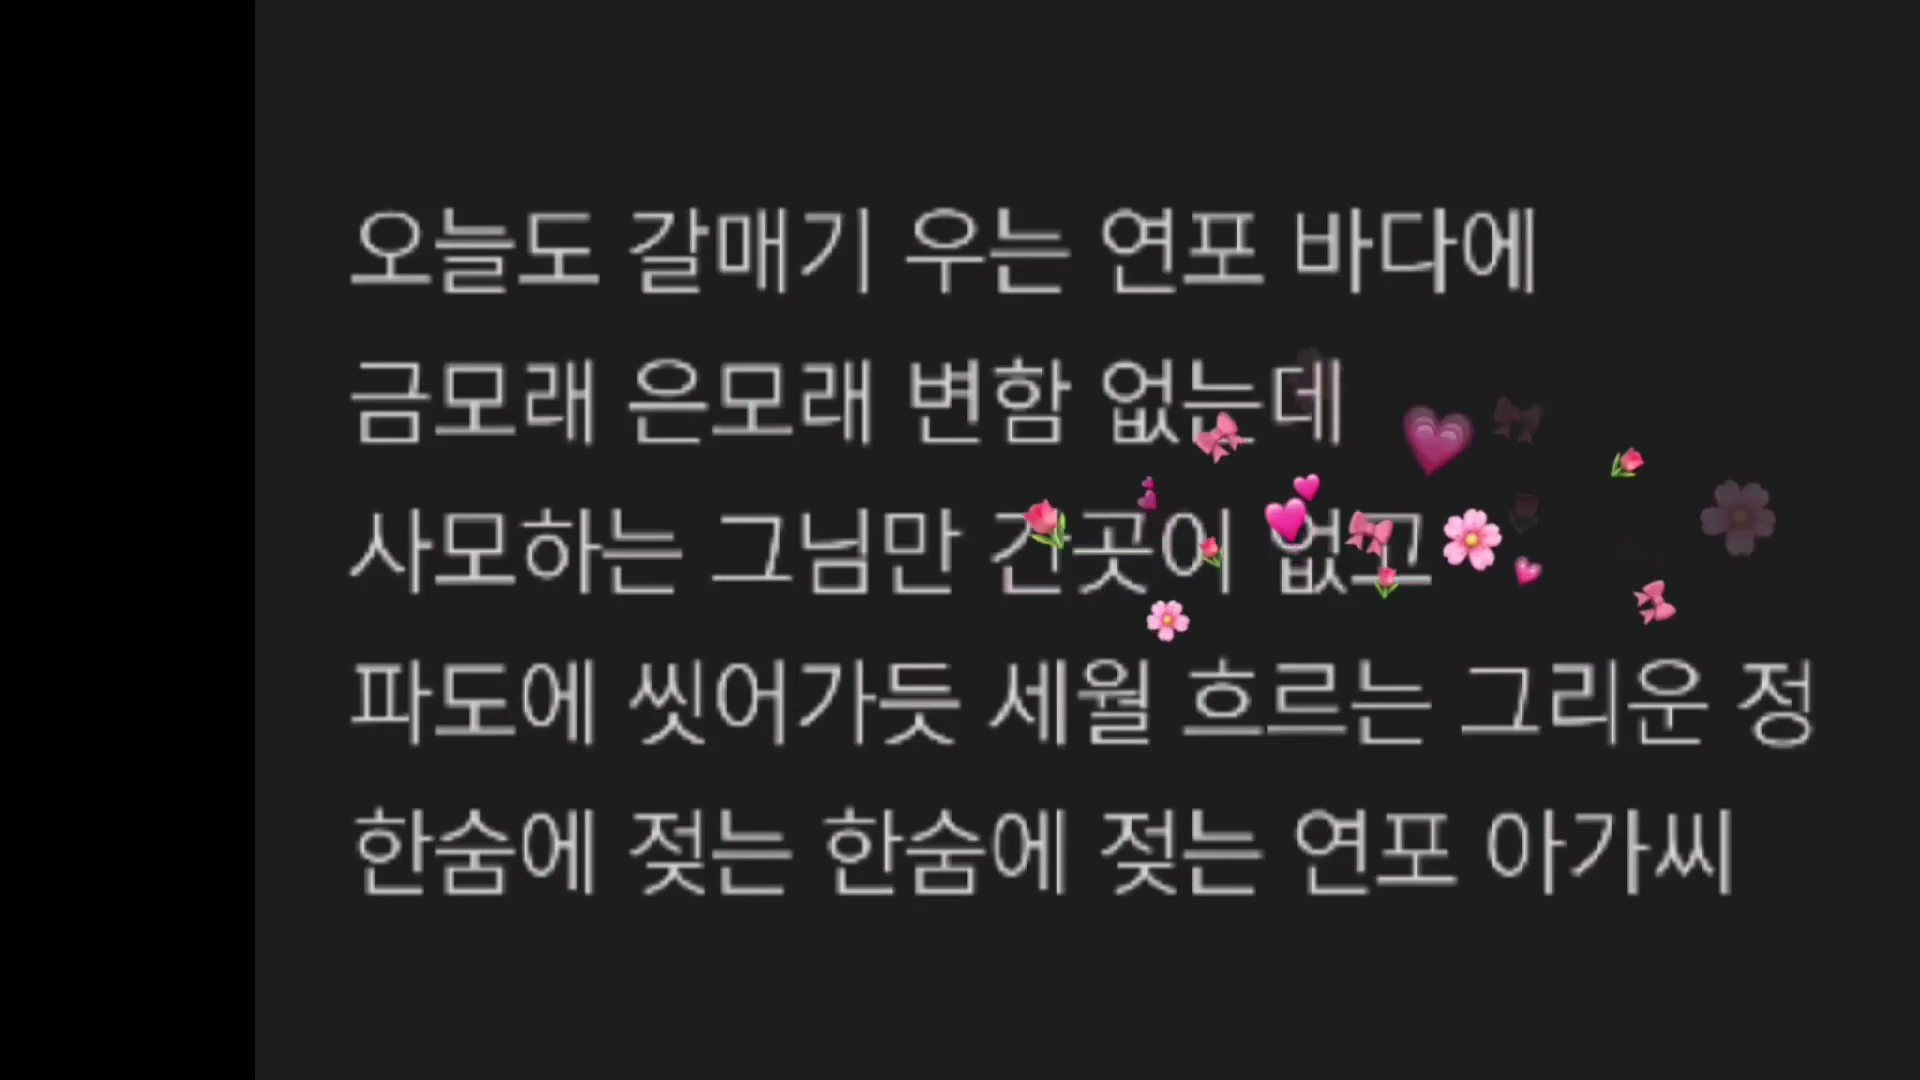 오늘도 갈매기 우는 연포 바다에
금모래 은모래 변함 없는데
사모하는 그님만 간곳이 없고
파도에 씻어가듯 세월 흐르는 그리운 정
한숨에 젖는 한숨에 젖는 연포 아가씨